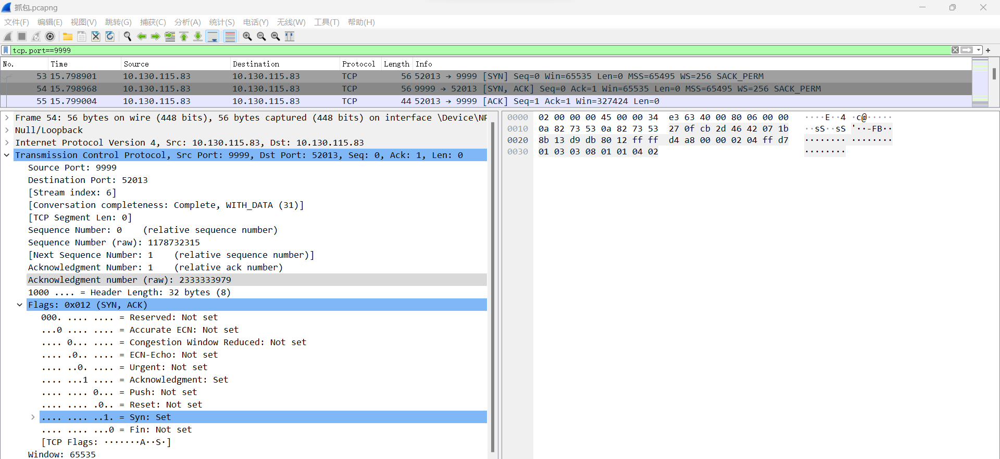 抓包.pcapng
文件(F) 编辑(E) 视图(V) 跳转(G) 捕获(C) 分析(A) 统计(S) 电话(Y) 无线(W) 工具(T) 帮助(H)
tcp.port==9999
No. Time Source Destination Protocol Length Info
53 15.798901 10.130.115.83 10.130.115.83 TCP 56 52013 → 9999 [SYN] Seq=0 Win=65535 Len=0 MSS=65495 WS=256 SACK_PERM
54 15.798968 10.130.115.83 10.130.115.83 TCP 56 9999 → 52013 [SYN, ACK] Seq=0 Ack=1 Win=65535 Len=0 MSS=65495 WS=256 SACK_PERM
55 15.799004 10.130.115.83 10.130.115.83 TCP 44 52013 → 9999 [ACK] Seq=1 Ack=1 Win=327424 Len=0
Frame 54: 56 bytes on wire (448 bits), 56 bytes captured (448 bits) on interface \Device\NF
Null/Loopback
Internet Protocol Version 4, Src: 10.130.115.83, Dst: 10.130.115.83
Transmission Control Protocol, Src Port: 9999, Dst Port: 52013, Seq: 0, Ack: 1, Len: 0
Source Port: 9999
Destination Port: 52013
[Stream index: 6]
[Conversation completeness: Complete, WITH_DATA (31)]
[TCP Segment Len: 0]
Sequence Number: 0 (relative sequence number)
Sequence Number (raw): 1178732315
[Next Sequence Number: 1 (relative sequence number)]
Acknowledgment Number: 1 (relative ack number)
Acknowledgment number (raw): 2333333979
1000 .... = Header Length: 32 bytes (8)
Flags: 0x012 (SYN, ACK)
000. .... .... = Reserved: Not set
...0 .... .... = Accurate ECN: Not set
.... 0... .... = Congestion Window Reduced: Not set
.... .0.. .... = ECN-Echo: Not set
.... ..0. .... = Urgent: Not set
.... ...1 .... = Acknowledgment: Set
.... .... 0... = Push: Not set
.... .... .0.. = Reset: Not set
.... .... ..1. = Syn: Set
.... .... ...0 = Fin: Not set
[TCP Flags: ·······A··S·]
Window: 65535
0000 02 00 00 00 45 00 00 34 e3 63 40 00 80 06 00 00 ····E··4 ·c@·····
0010 0a 82 73 53 0a 82 73 53 27 0f cb 2d 46 42 07 1b ··sS··sS '··-FB··
0020 8b 13 d9 db 80 12 ff ff d4 a8 00 00 02 04 ff d7 ········ ········
0030 01 03 03 08 01 01 04 02 ········